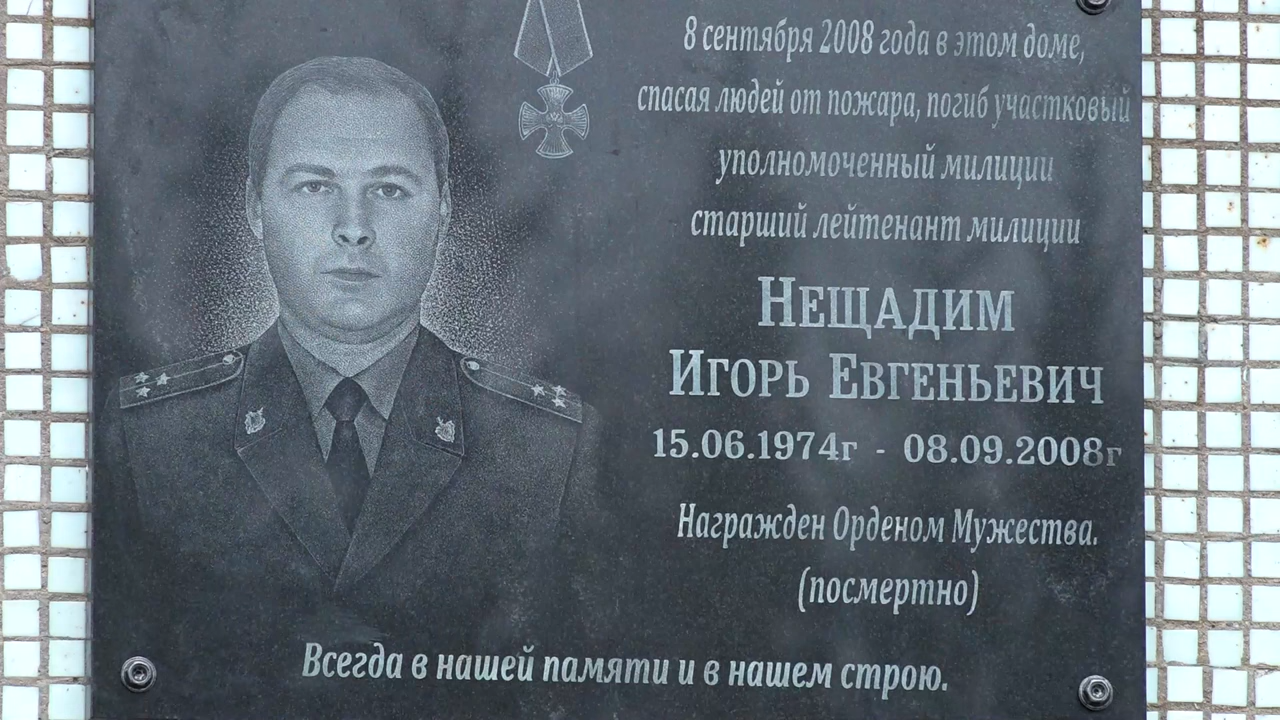 8 сентября 2008 года в этом доме,
спасая людей от пожара, погиб участковый
уполномоченный милиции
старший лейтенант милиции
НЕЩАДИМ
ИГОРЬ ЕВГЕНЬЕВИЧ
15.06.1974г - 08.09.2008г
Награжден Орденом Мужества.
(посмертно)
Всегда в нашей памяти и в нашем строю.